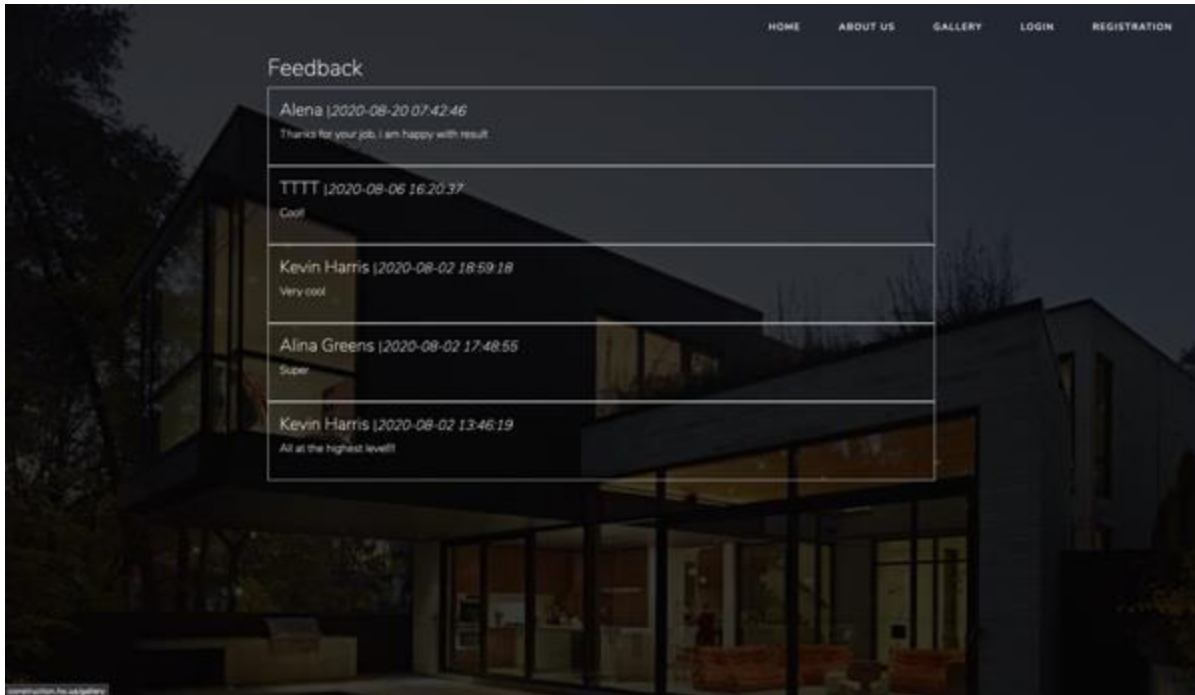 HOME ABOUT US GALLERY LOGIN REGISTRATION
Feedback
Alena |2020-08-20 07:42:46
Thanks for your job, i am happy with result
TTTT |2020-08-06 16:20:37
Cool!
Kevin Harris |2020-08-02 18:59:18
Very cool
Alina Greens |2020-08-02 17:48:55
Super
Kevin Harris |2020-08-02 13:46:19
All at the highest level!!!